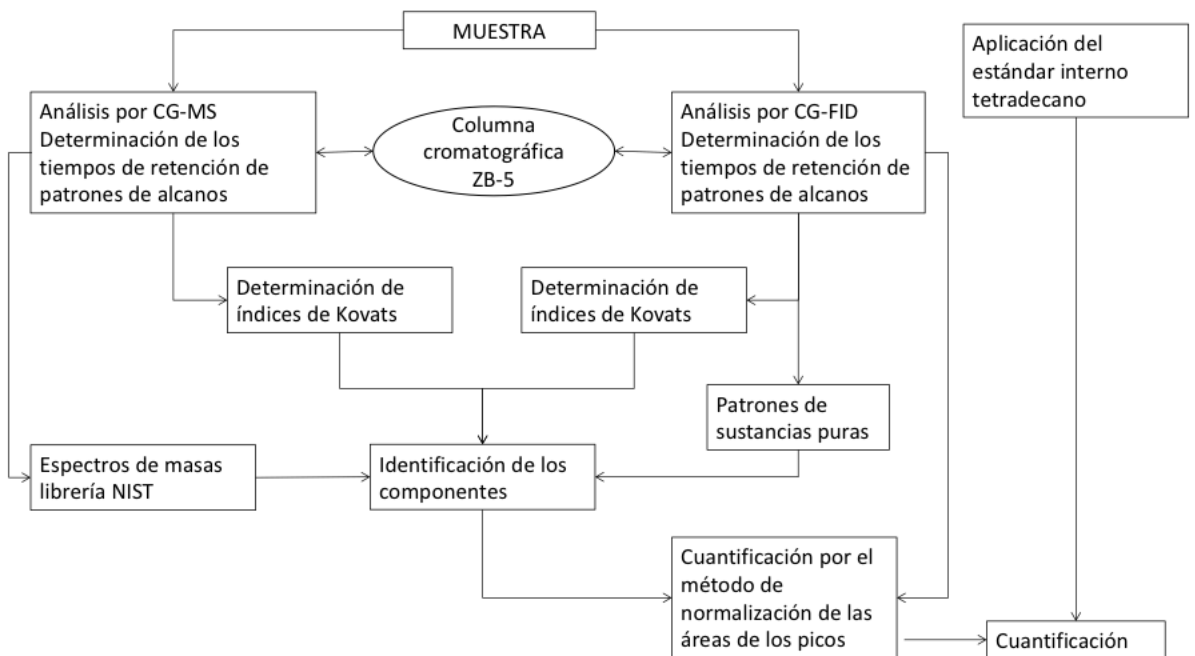 MUESTRA
Aplicación del
estándar interno
tetradecano
Análisis por CG-MS
Determinación de los
tiempos de retención de
patrones de alcanos
Columna
cromatográfica
ZB-5
Análisis por CG-FID
Determinación de los
tiempos de retención de
patrones de alcanos
Determinación de
índices de Kovats
Determinación de
índices de Kovats
Patrones de
sustancias puras
Espectros de masas
librería NIST
Identificación de los
componentes
Cuantificación por el
método de
normalización de las
áreas de los picos
Cuantificación